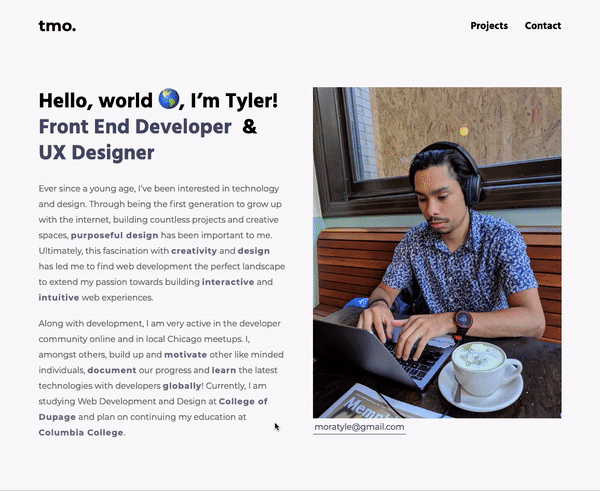 tmo.
Projects Contact
Hello, world 🌎, I'm Tyler!
Front End Developer &
UX Designer
Ever since a young age, I've been interested in technology
and design. Through being the first generation to grow up
with the internet, building countless projects and creative
spaces, purposeful design has been important to me.
Ultimately, this fascination with creativity and design
has led me to find web development the perfect landscape
to extend my passion towards building interactive and
intuitive web experiences.
Along with development, I am very active in the developer
community online and in local Chicago meetups. I,
amongst others, build up and motivate other like minded
individuals, document our progress and learn the latest
technologies with developers globally! Currently, I am
studying Web Development and Design at College of
Dupage and plan on continuing my education at
Columbia College.
moratyle@gmail.com